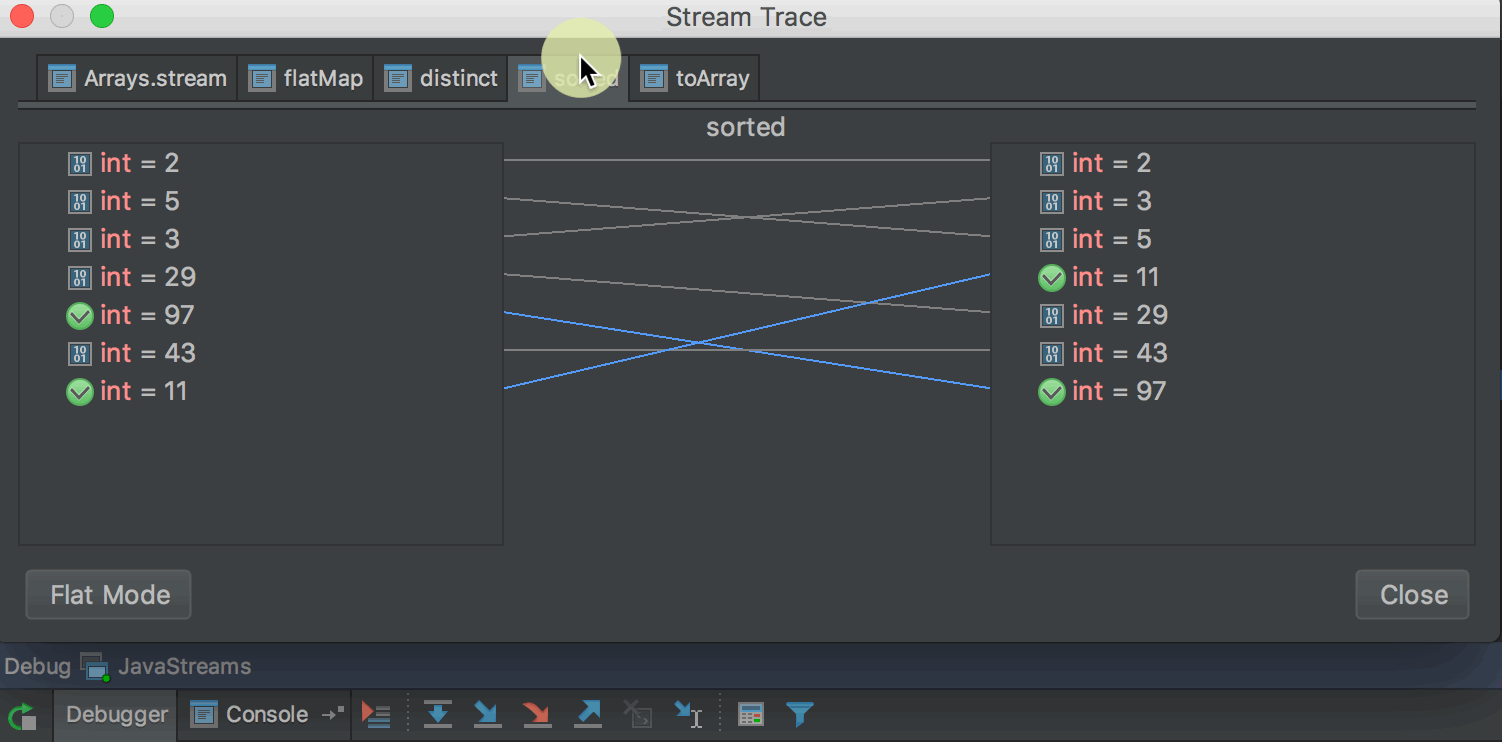 Stream Trace
Arrays.stream flatMap distinct sorted toArray
sorted
int = 2
int = 5
int = 3
int = 29
int = 97
int = 43
int = 11
int = 2
int = 3
int = 5
int = 11
int = 29
int = 43
int = 97
Flat Mode
Close
Debug JavaStreams
Debugger Console